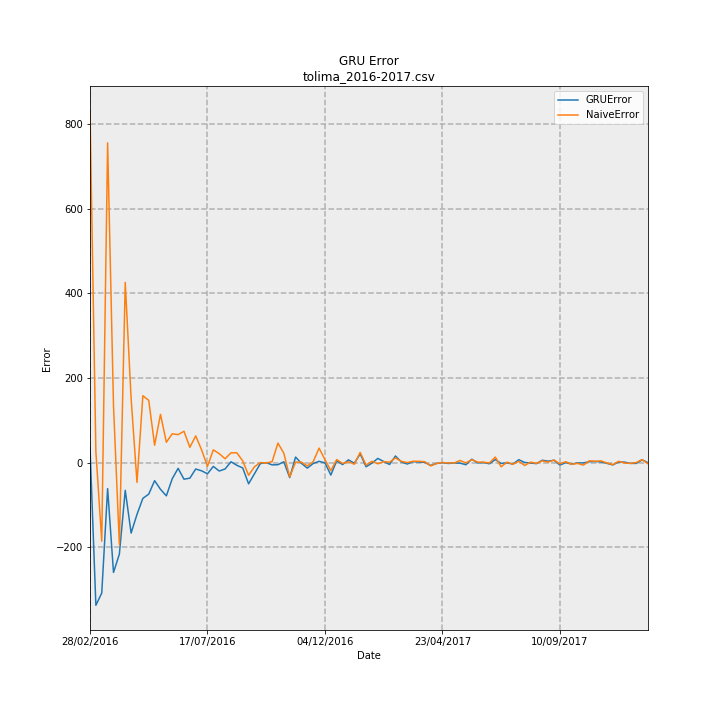 GRU Error
tolima_2016-2017.csv
GRUError
NaiveError
800
600
400
200
0
−200
Error
28/02/2016
17/07/2016
04/12/2016
23/04/2017
10/09/2017
Date